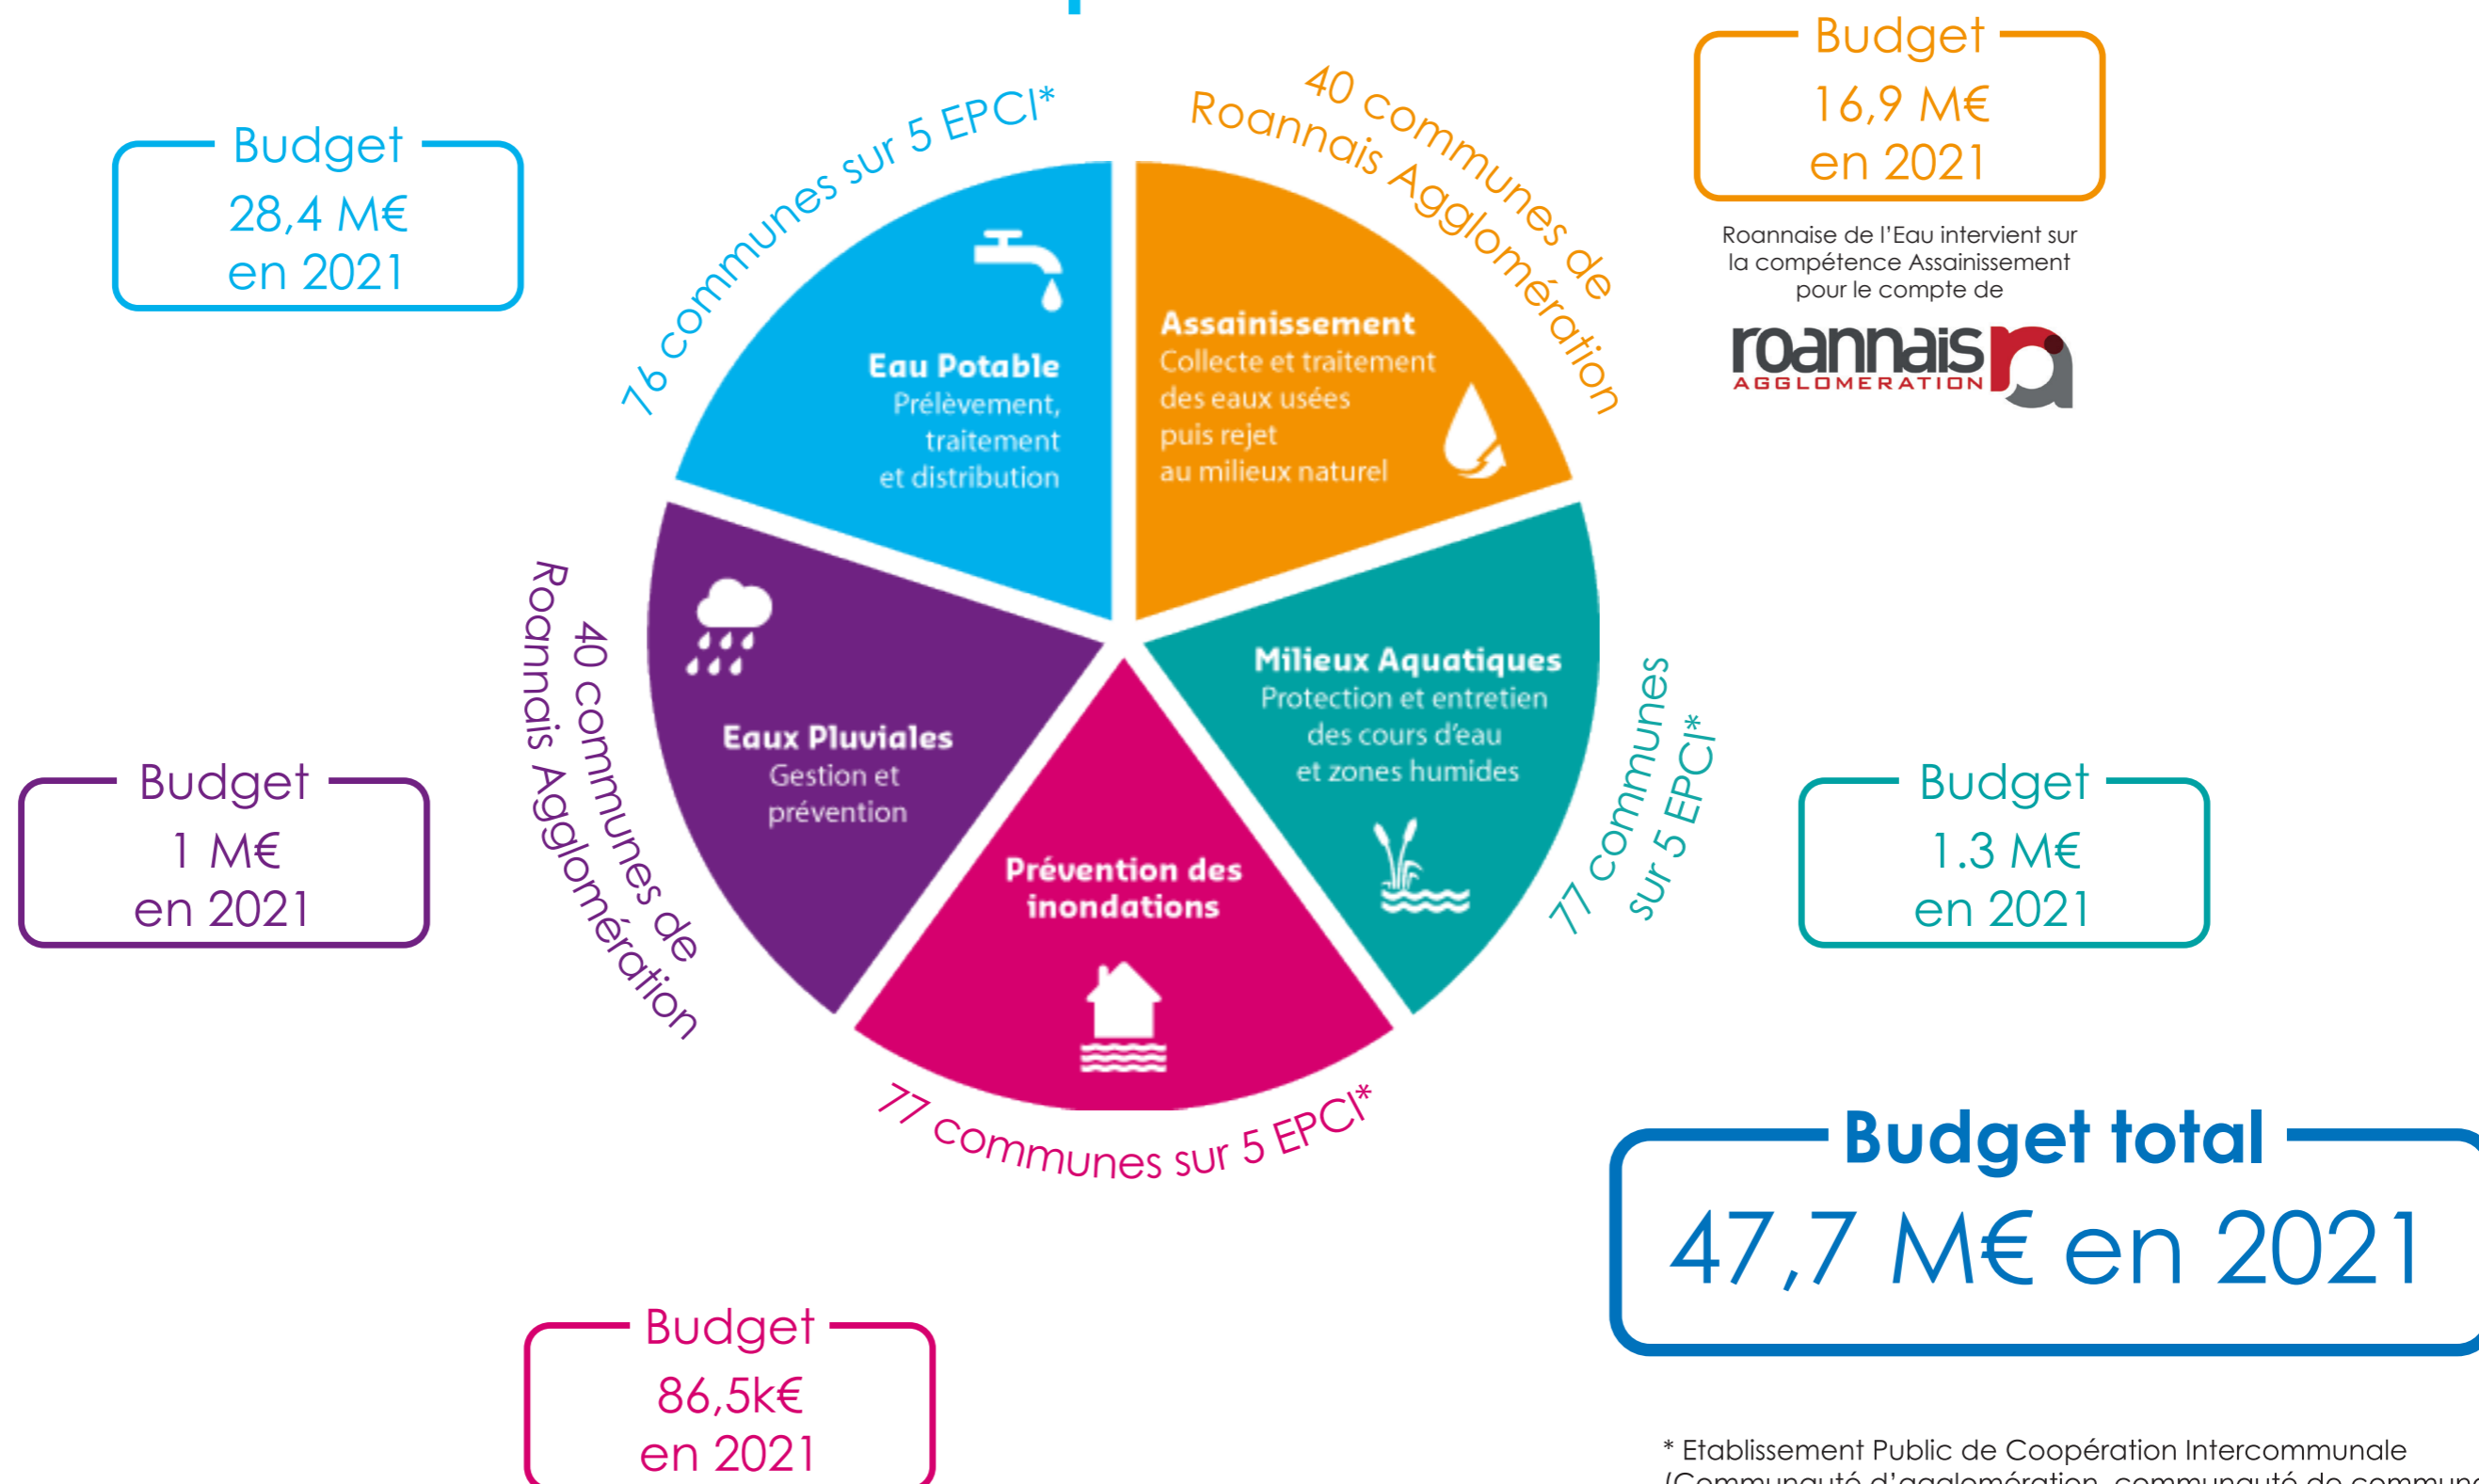 Budget
28,4 M€
en 2021
76 communes sur 5 EPCI*
40 communes de
Roannais Agglomération
Budget
16,9 M€
en 2021
Roannaise de l'Eau intervient sur
la compétence Assainissement
pour le compte de
roannais
AGGLOMERATION
Eau Potable
Prélèvement,
traitement
et distribution
Assainissement
Collecte et traitement
des eaux usées
puis rejet
au milieux naturel
Milieux Aquatiques
Protection et entretien
des cours d'eau
et zones humides
77 communes
sur 5 EPCI*
Budget
1.3 M€
en 2021
Eaux Pluviales
Gestion et
prévention
40 communes de
Roannais Agglomération
Budget
1 M€
en 2021
Prévention des
inondations
77 communes sur 5 EPCI*
Budget
86,5k€
en 2021
Budget total
47,7 M€ en 2021
* Etablissement Public de Coopération Intercommunale
(Communauté d'agglomération, communauté de